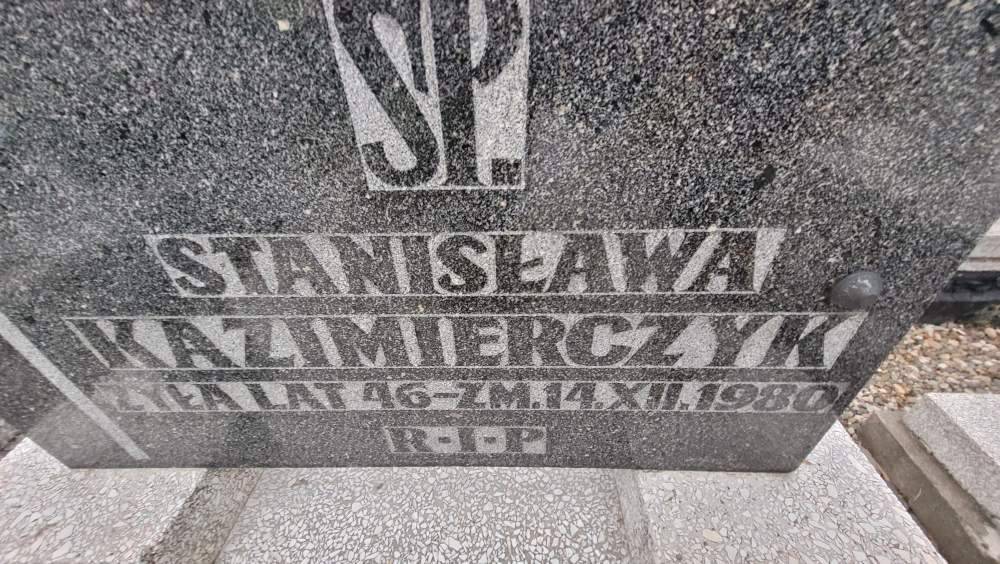 SP.
STANISŁAWA
KAZIMIERCZYK
ŻYŁA LAT 46-ZM.14.XII.1980
R-I-P